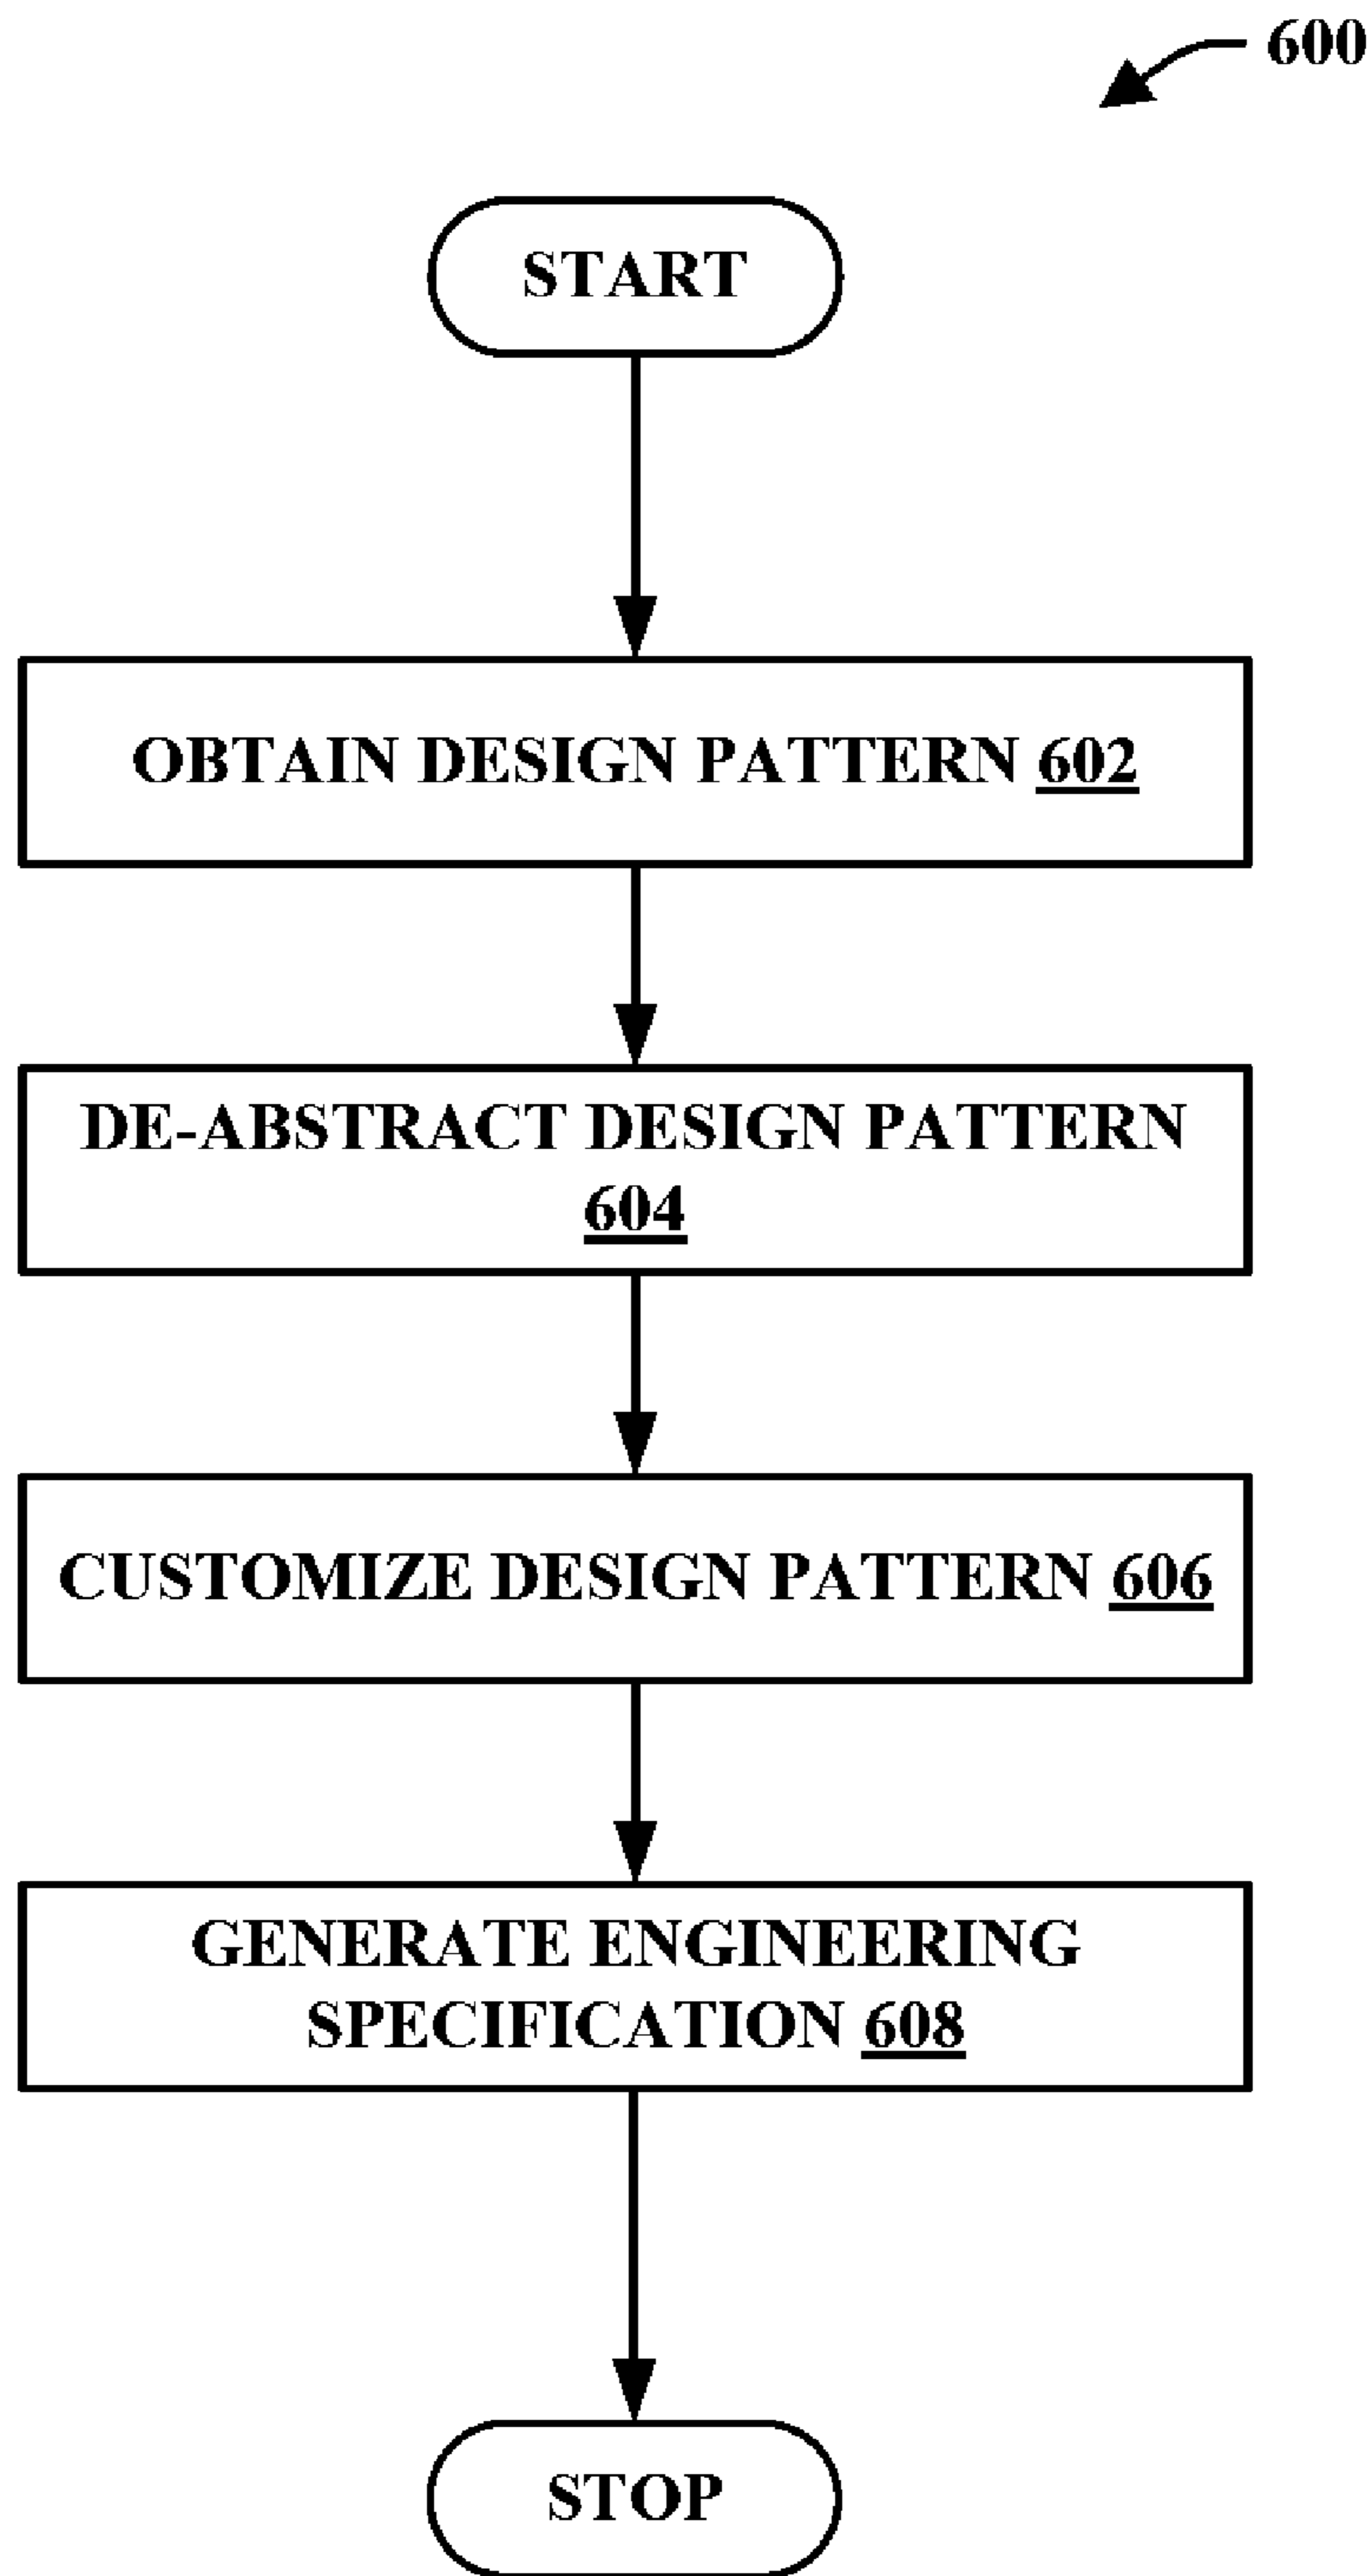 600
START
OBTAIN DESIGN PATTERN 602
DE-ABSTRACT DESIGN PATTERN
604
CUSTOMIZE DESIGN PATTERN 606
GENERATE ENGINEERING
SPECIFICATION 608
STOP